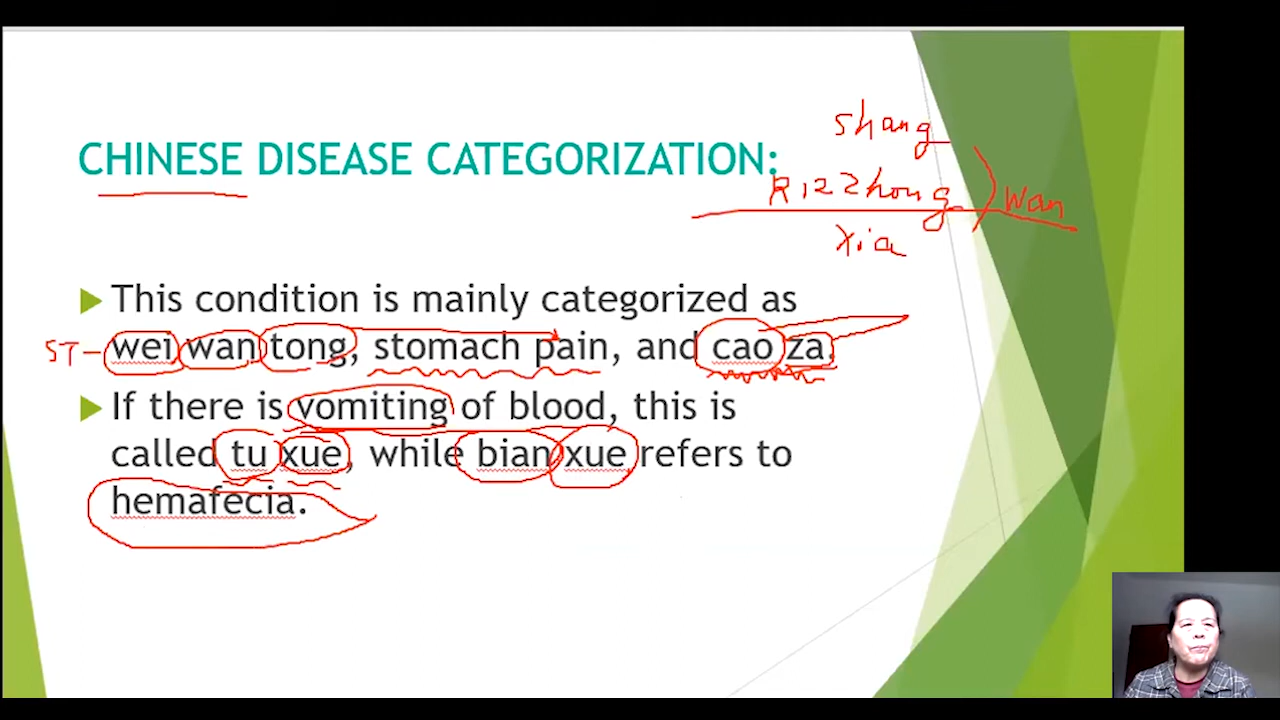 CHINESE DISEASE CATEGORIZATION:
shang
R12 Zhong
wan
xia
This condition is mainly categorized as
ST- wei wan tong, stomach pain, and cao za.
If there is vomiting of blood, this is
called tu xue, while bian xue refers to
hemafecia.